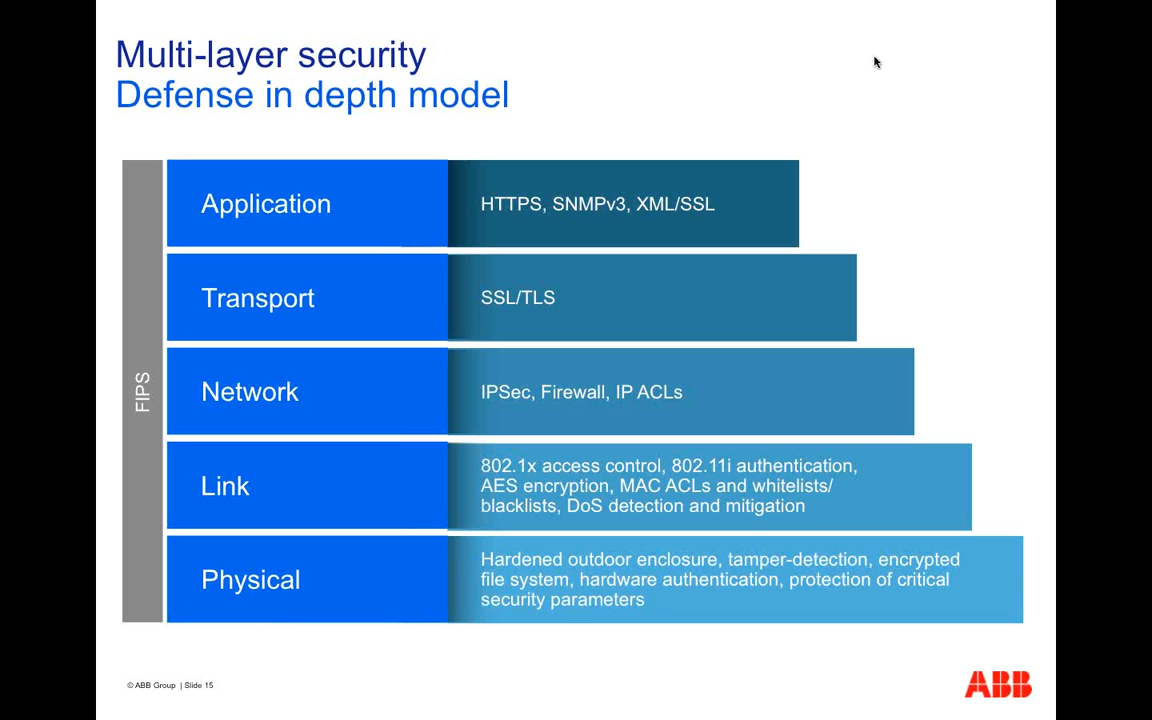 Multi-layer security
Defense in depth model
FIPS
Application
HTTPS, SNMPv3, XML/SSL
Transport
SSL/TLS
Network
IPSec, Firewall, IP ACLs
Link
802.1x access control, 802.11i authentication,
AES encryption, MAC ACLs and whitelists/
blacklists, DoS detection and mitigation
Physical
Hardened outdoor enclosure, tamper-detection, encrypted
file system, hardware authentication, protection of critical
security parameters
© ABB Group | Slide 15
ABB